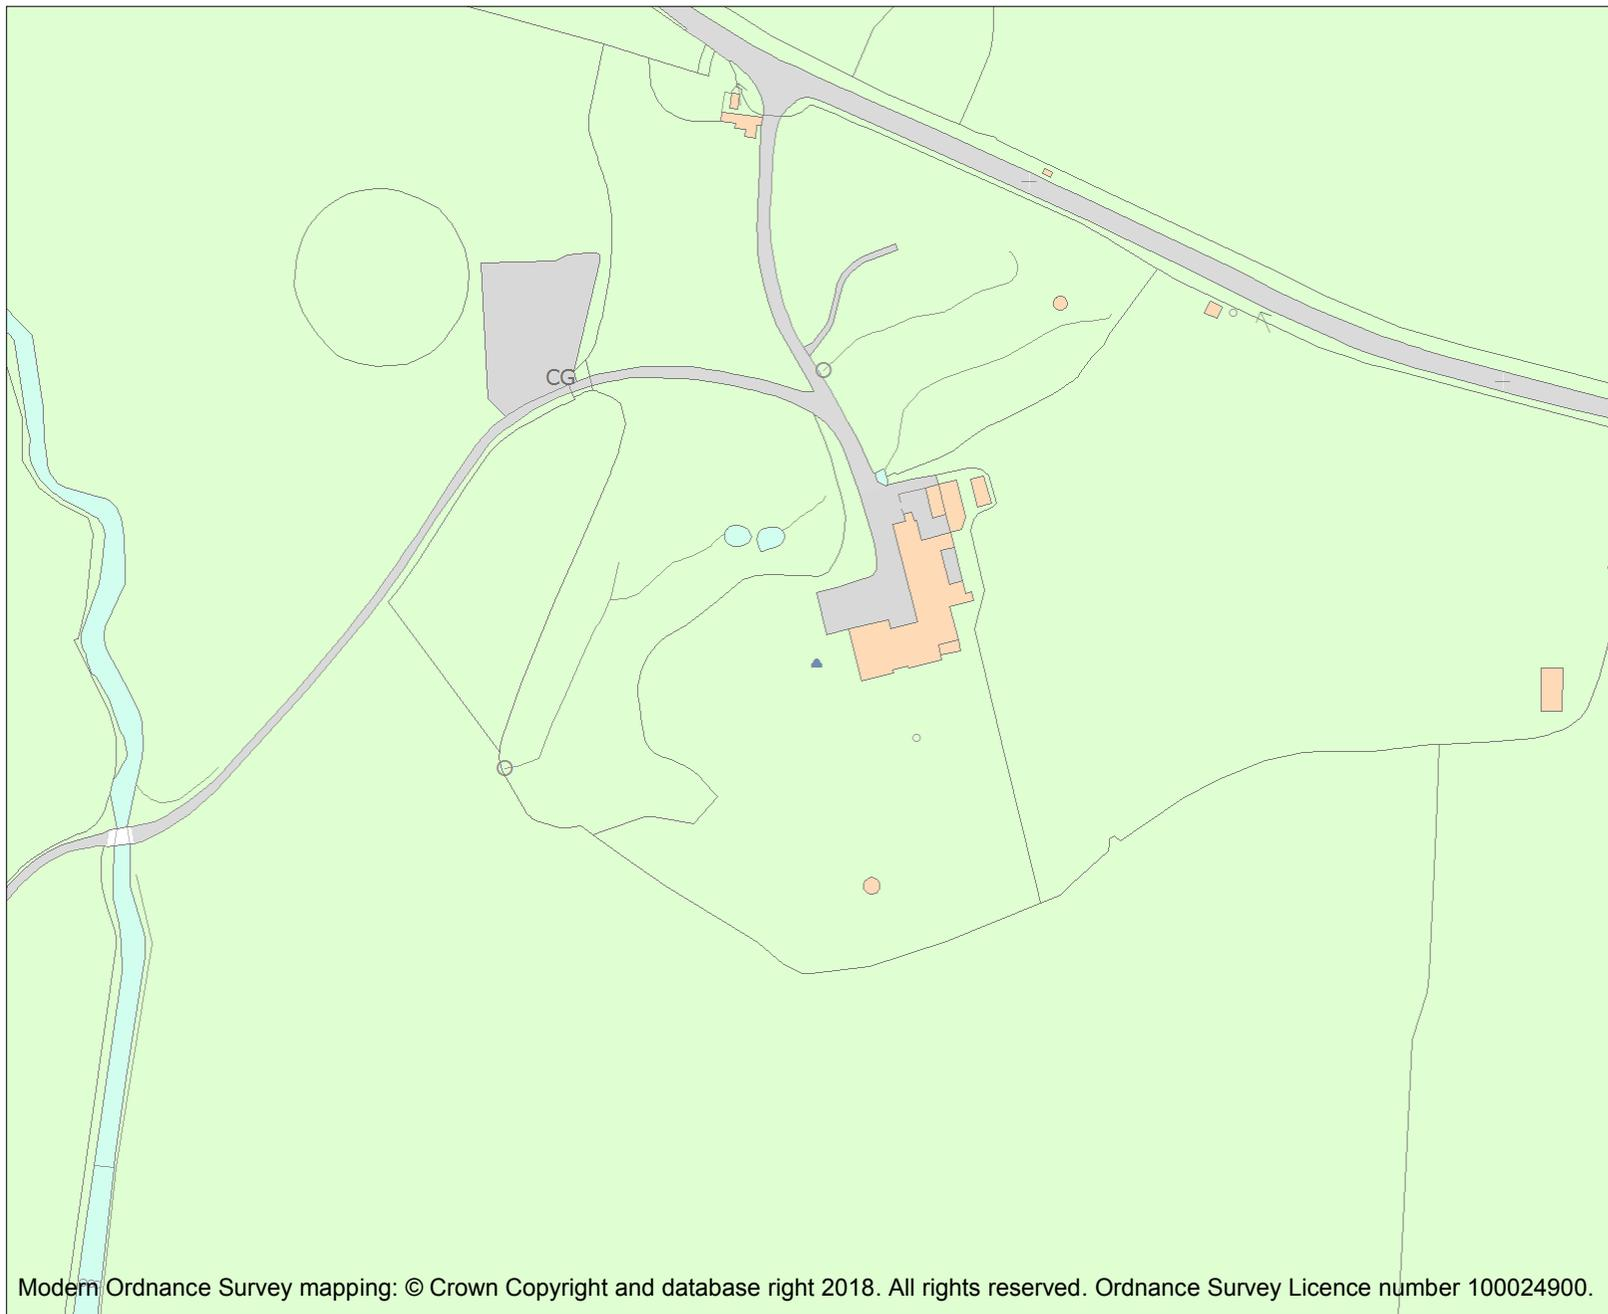 CG
Modern Ordnance Survey mapping: © Crown Copyright and database right 2018. All rights reserved. Ordnance Survey Licence number 100024900.